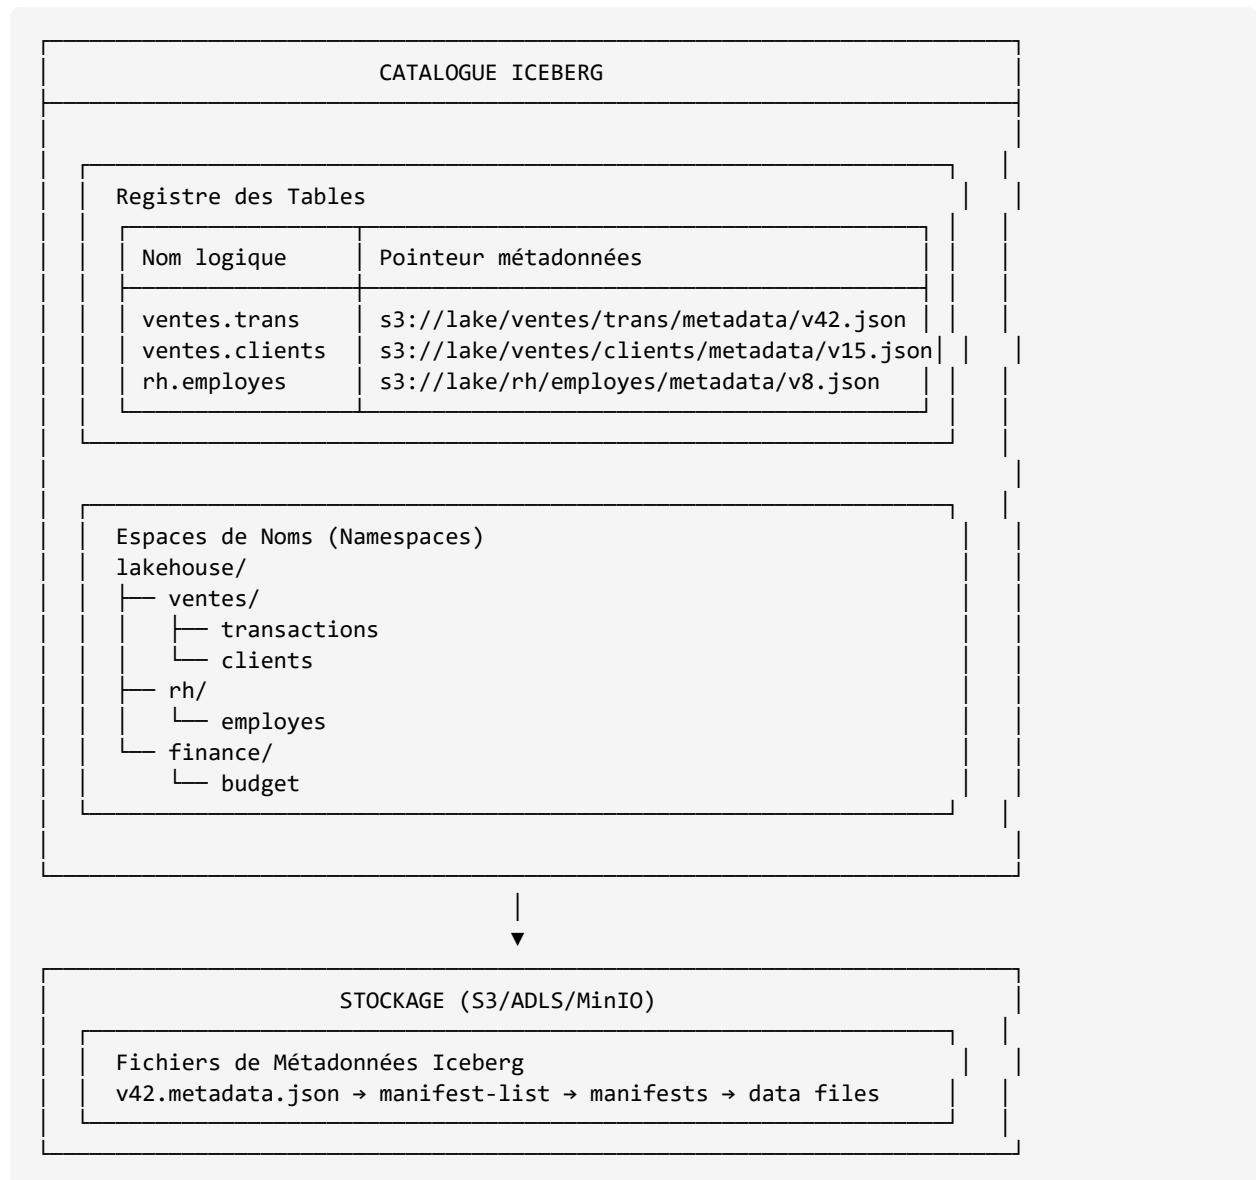 CATALOGUE ICEBERG
Registre des Tables
Nom logique │ Pointeur métadonnées
ventes.trans │ s3://lake/ventes/trans/metadata/v42.json
ventes.clients │ s3://lake/ventes/clients/metadata/v15.json
rh.employes │ s3://lake/rh/employes/metadata/v8.json
Espaces de Noms (Namespaces)
lakehouse/
├── ventes/
│   ├── transactions
│   └── clients
├── rh/
│   └── employes
└── finance/
    └── budget
▼
STOCKAGE (S3/ADLS/MinIO)
Fichiers de Métadonnées Iceberg
v42.metadata.json → manifest-list → manifests → data files